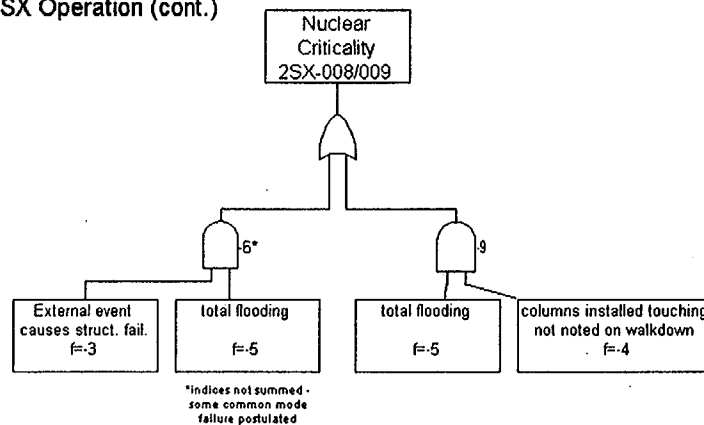 SX Operation (cont.)
Nuclear
Criticality
2SX-008/009
-6*
-9
External event
causes struct. fail.
f=-3
total flooding
f=-5
total flooding
f=-5
columns installed touching
not noted on walkdown
f=-4
*indices not summed -
some common mode
failure postulated